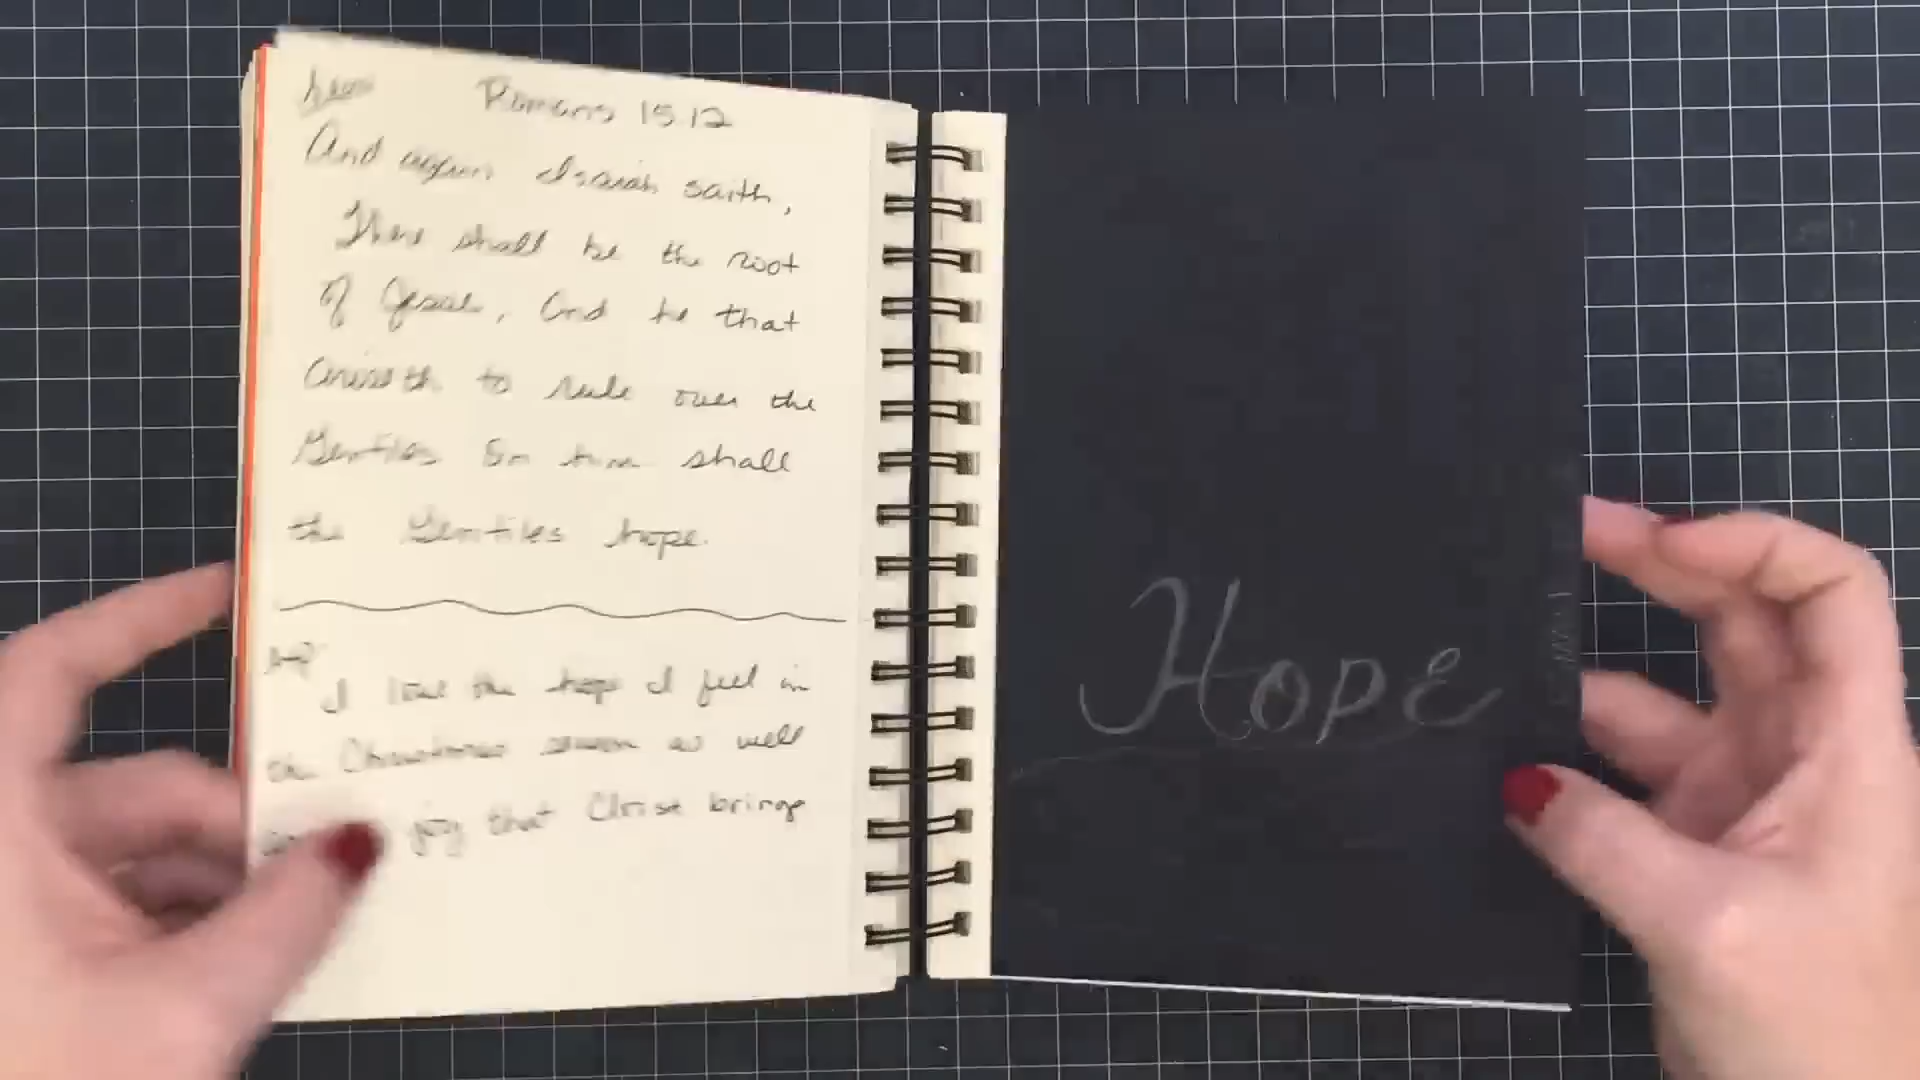 Romans 15:12
And again Isaiah saith,
There shall be the root
of Jesse, and he that
ariseth to rule over the
Gentiles in him shall
the Gentiles hope.
I love the hope I feel in
the Christmas season as well
joy that Christ brings
Hope